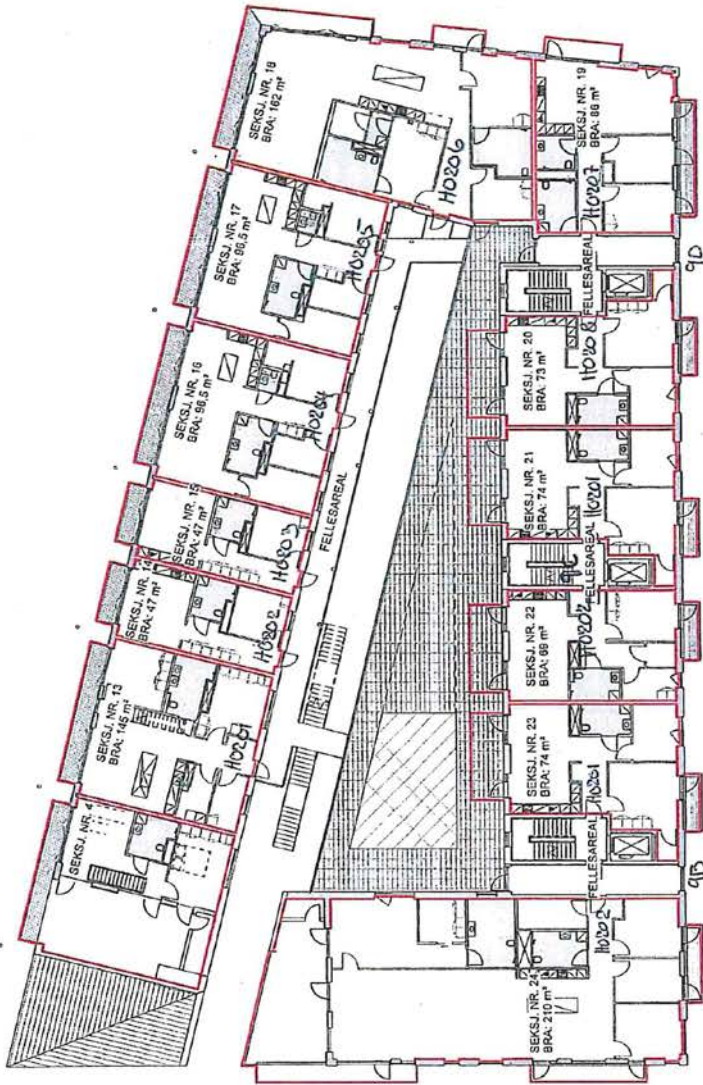 SEKSJ. NR. 18
BRA: 162 m²
H0206
SEKSJ. NR. 19
BRA: 86 m²
H0207
SEKSJ. NR. 17
BRA: 96,5 m²
H0205
SEKSJ. NR. 16
BRA: 96,5 m²
H0204
SEKSJ. NR. 15
BRA: 47 m²
H0203
SEKSJ. NR. 14
BRA: 47 m²
H0202
SEKSJ. NR. 13
BRA: 145 m²
H0201
SEKSJ. NR. 4
FELLESAREAL
FELLESAREAL
9D
SEKSJ. NR. 20
BRA: 73 m²
H0202
SEKSJ. NR. 21
BRA: 74 m²
H0201
FELLESAREAL
9C
SEKSJ. NR. 22
BRA: 69 m²
H0202
SEKSJ. NR. 23
BRA: 74 m²
H0201
FELLESAREAL
9B
SEKSJ. NR. 24
BRA: 210 m²
H0202